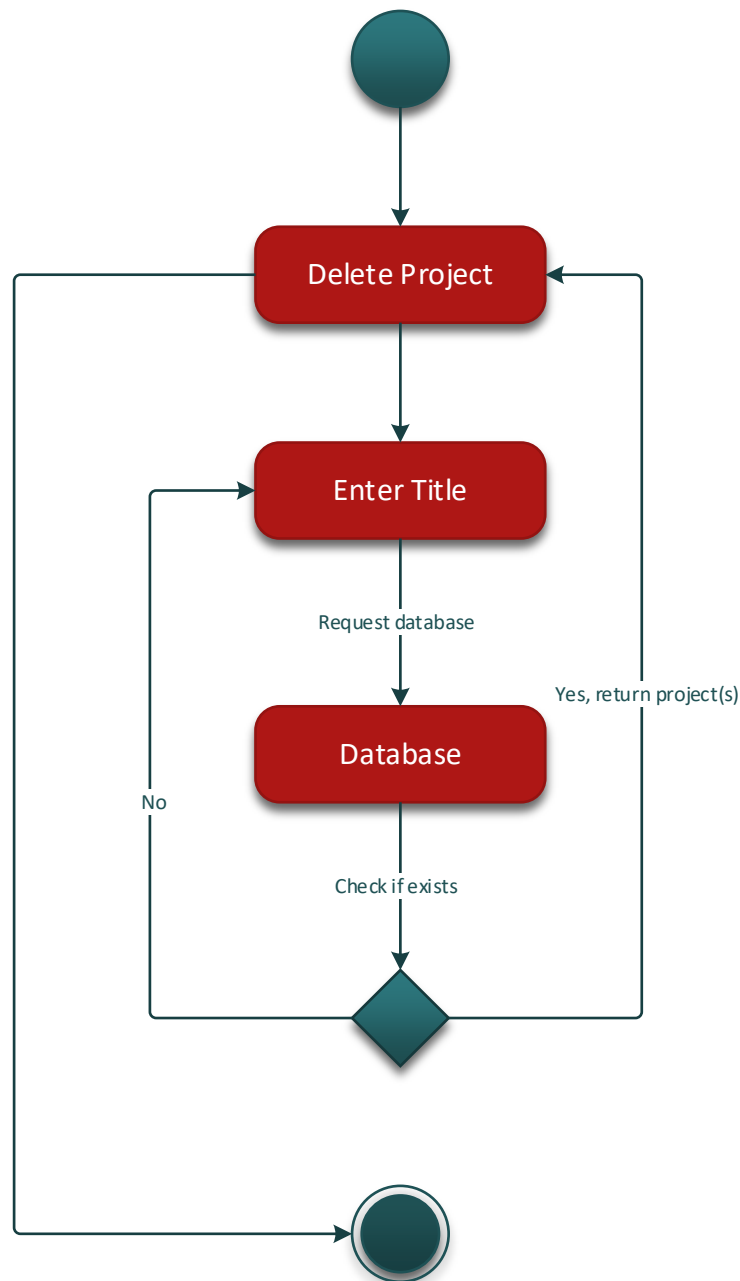 Delete Project
Enter Title
Request database
Yes, return project(s)
Database
No
Check if exists